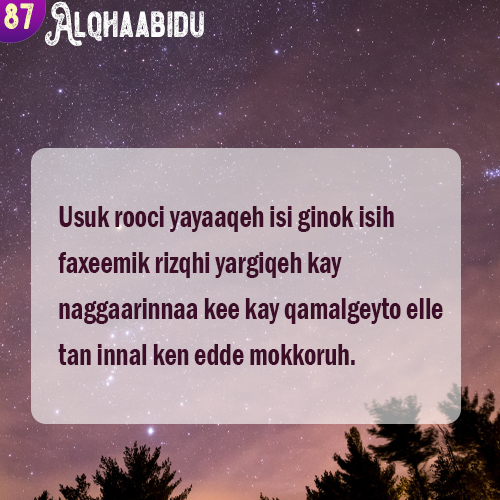 87
Alqhaabidu
Usuk rooci yayaaqeh isi ginok isih
faxeemik rizqhi yargiqeh kay
naggaarinnaa kee kay qamalgeyto elle
tan innal ken edde mokkoruh.